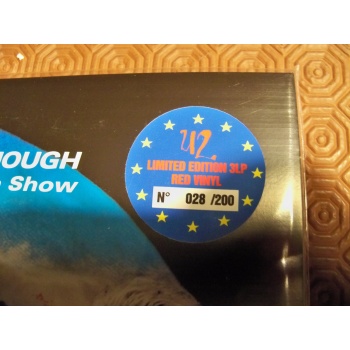 OUGH
Show
U2
LIMITED EDITION 3LP
RED VINYL
N° 028 /200